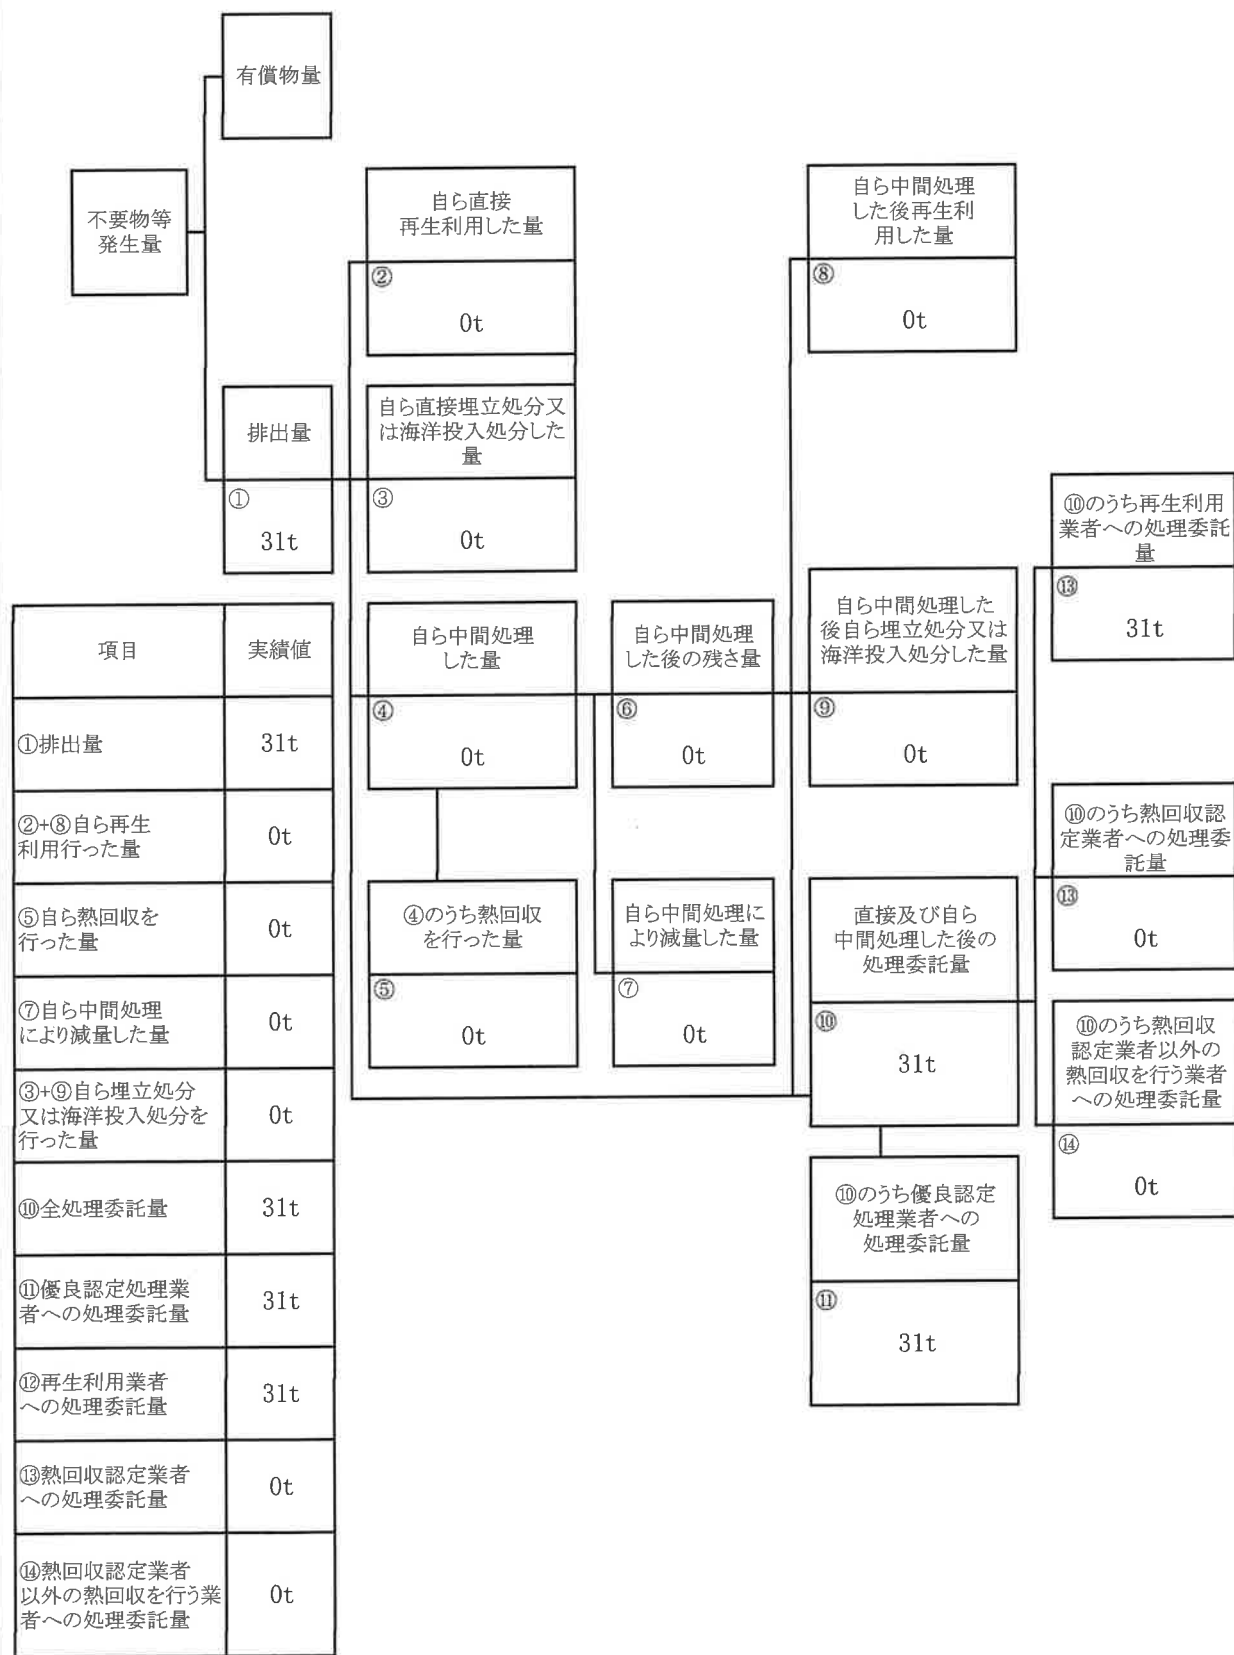 有償物量
不要物等
発生量
自ら直接
再生利用した量
②
0t
自ら中間処理
した後再生利
用した量
⑧
0t
排出量
①
31t
自ら直接埋立処分又
は海洋投入処分した
量
③
0t
⑩のうち再生利用
業者への処理委託
量
⑬
31t
自ら中間処理
した量
④
0t
自ら中間処理
した後の残さ量
⑥
0t
自ら中間処理した
後自ら埋立処分又は
海洋投入処分した量
⑨
0t
⑩のうち熱回収認
定業者への処理委
託量
⑬
0t
④のうち熱回収
を行った量
⑤
0t
自ら中間処理に
より減量した量
⑦
0t
直接及び自ら
中間処理した後の
処理委託量
⑩
31t
⑩のうち熱回収
認定業者以外の
熱回収を行う業者
への処理委託量
⑭
0t
⑩のうち優良認定
処理業者への
処理委託量
⑪
31t
項目 実績値
①排出量 31t
②+⑧自ら再生
利用行った量 0t
⑤自ら熱回収を
行った量 0t
⑦自ら中間処理
により減量した量 0t
③+⑨自ら埋立処分
又は海洋投入処分を
行った量 0t
⑩全処理委託量 31t
⑪優良認定処理業
者への処理委託量 31t
⑫再生利用業者
への処理委託量 31t
⑬熱回収認定業者
への処理委託量 0t
⑭熱回収認定業者
以外の熱回収を行う業
者への処理委託量 0t